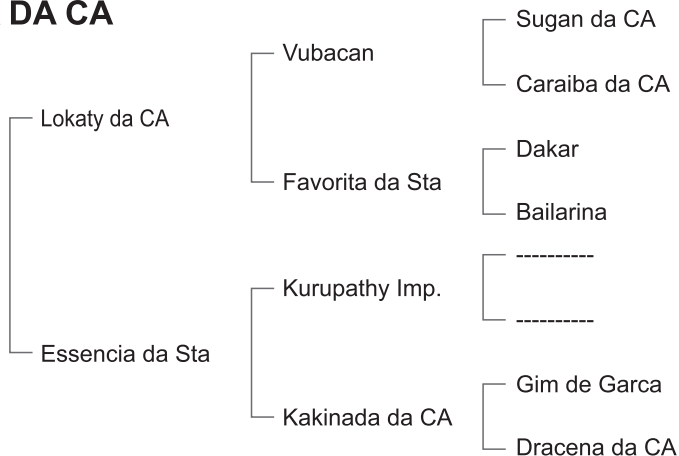 DA CA
Sugan da CA
Vubacan
Caraiba da CA
Lokaty da CA
Dakar
Favorita da Sta
Bailarina
----------
Kurupathy Imp.
----------
Essencia da Sta
Gim de Garca
Kakinada da CA
Dracena da CA